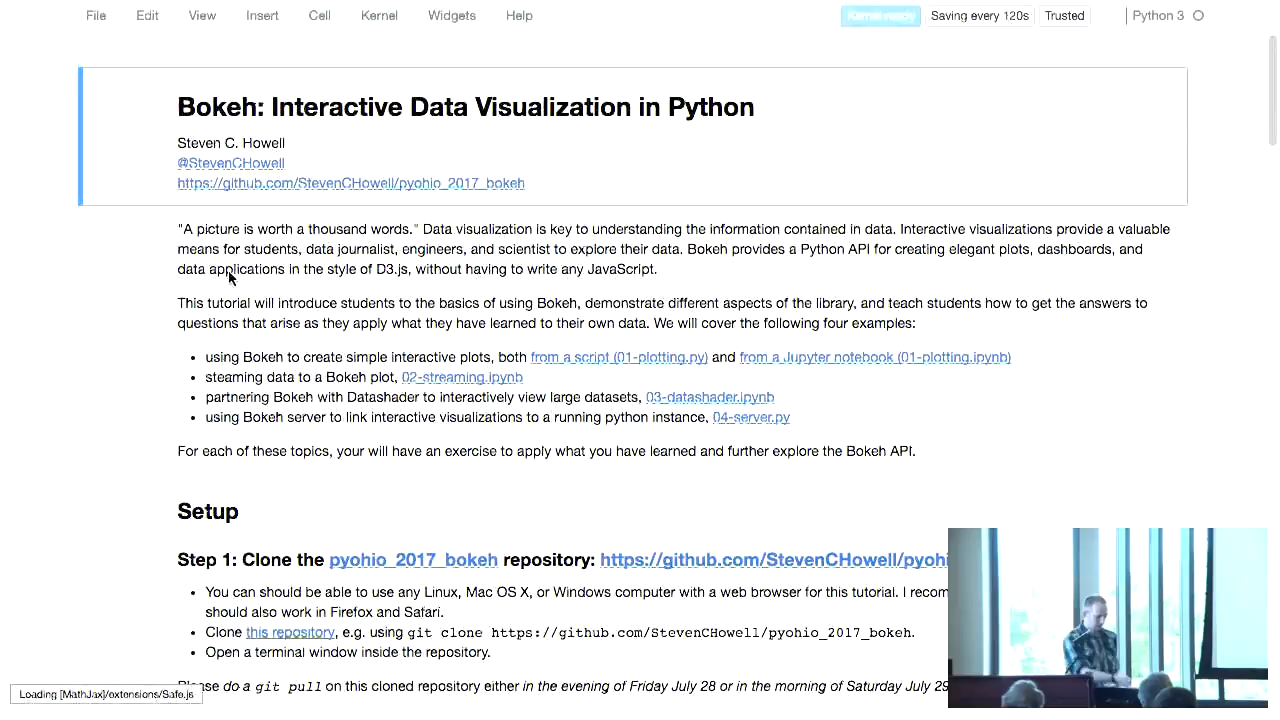 File Edit View Insert Cell Kernel Widgets Help Kernel ready Saving every 120s Trusted Python 3
Bokeh: Interactive Data Visualization in Python
Steven C. Howell
@StevenCHowell
https://github.com/StevenCHowell/pyohio_2017_bokeh
"A picture is worth a thousand words." Data visualization is key to understanding the information contained in data. Interactive visualizations provide a valuable
means for students, data journalist, engineers, and scientist to explore their data. Bokeh provides a Python API for creating elegant plots, dashboards, and
data applications in the style of D3.js, without having to write any JavaScript.
This tutorial will introduce students to the basics of using Bokeh, demonstrate different aspects of the library, and teach students how to get the answers to
questions that arise as they apply what they have learned to their own data. We will cover the following four examples:
• using Bokeh to create simple interactive plots, both from a script (01-plotting.py) and from a Jupyter notebook (01-plotting.ipynb)
• steaming data to a Bokeh plot, 02-streaming.ipynb
• partnering Bokeh with Datashader to interactively view large datasets, 03-datashader.ipynb
• using Bokeh server to link interactive visualizations to a running python instance, 04-server.py
For each of these topics, your will have an exercise to apply what you have learned and further explore the Bokeh API.
Setup
Step 1: Clone the pyohio_2017_bokeh repository: https://github.com/StevenCHowell/pyohi
• You can should be able to use any Linux, Mac OS X, or Windows computer with a web browser for this tutorial. I recom
should also work in Firefox and Safari.
• Clone this repository, e.g. using git clone https://github.com/StevenCHowell/pyohio_2017_bokeh.
• Open a terminal window inside the repository.
do a git pull on this cloned repository either in the evening of Friday July 28 or in the morning of Saturday July 29
Loading [MathJax]/extensions/Safe.js